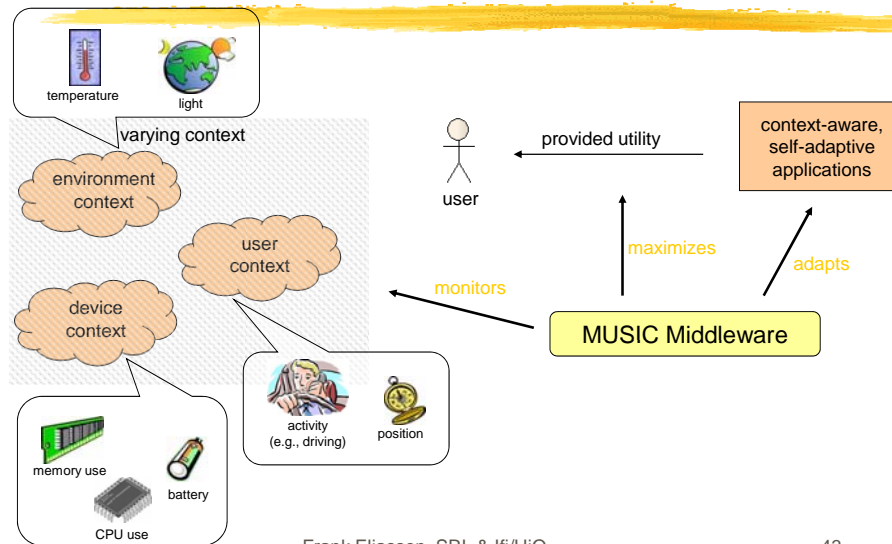 temperature
light
varying context
environment
context
user
context
device
context
activity
(e.g., driving)
position
memory use
battery
CPU use
user
provided utility
context-aware,
self-adaptive
applications
monitors
maximizes
adapts
MUSIC Middleware